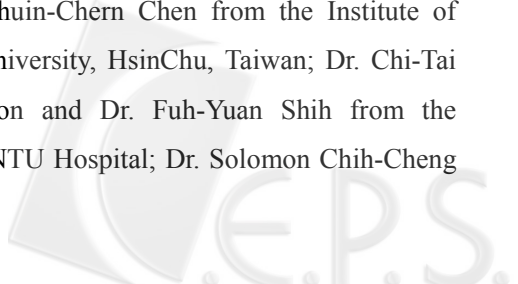 huin-Chern Chen from the Institute of
niversity, HsinChu, Taiwan; Dr. Chi-Tai
on and Dr. Fuh-Yuan Shih from the
NTU Hospital; Dr. Solomon Chih-Cheng
C.E.P.S.